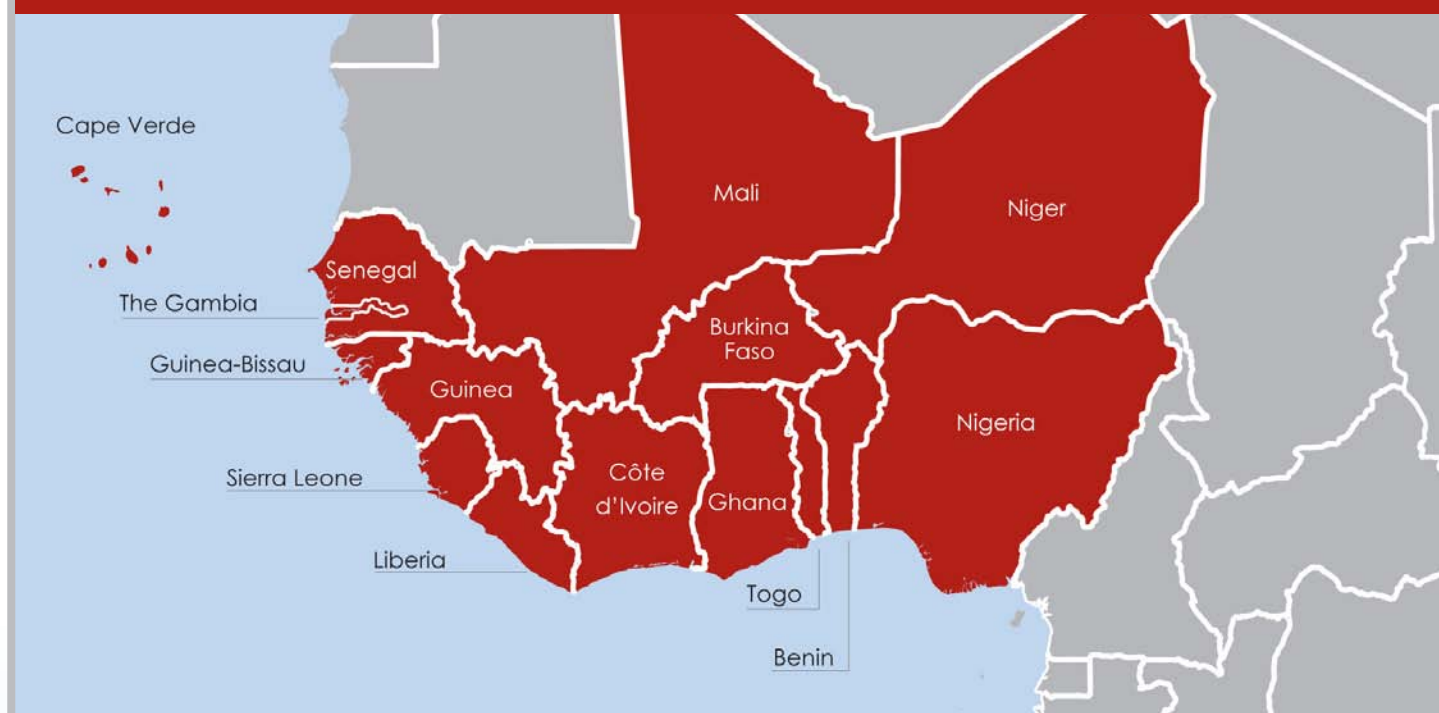 Cape Verde
Mali
Niger
Senegal
The Gambia
Burkina
Faso
Guinea-Bissau
Guinea
Nigeria
Sierra Leone
Côte
d'Ivoire
Ghana
Liberia
Togo
Benin